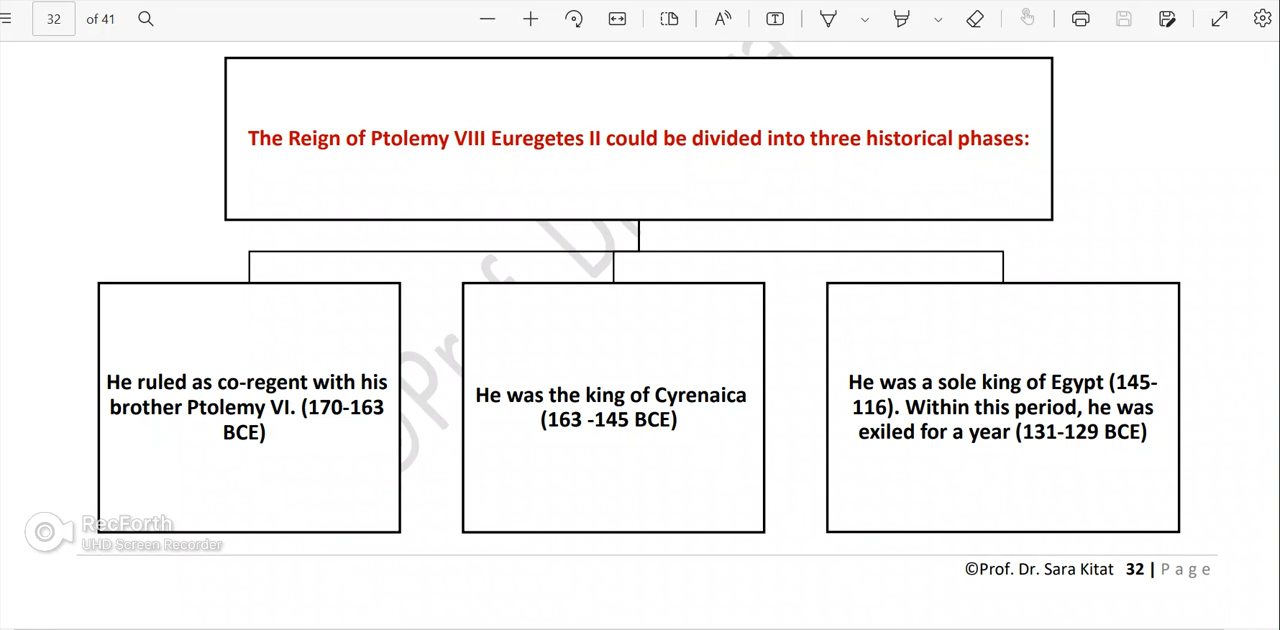 32 of 41
The Reign of Ptolemy VIII Euregetes II could be divided into three historical phases:
He ruled as co-regent with his
brother Ptolemy VI. (170-163
BCE)
He was the king of Cyrenaica
(163 -145 BCE)
He was a sole king of Egypt (145-
116). Within this period, he was
exiled for a year (131-129 BCE)
RecForth
UHD Screen Recorder
©Prof. Dr. Sara Kitat 32 | P a g e